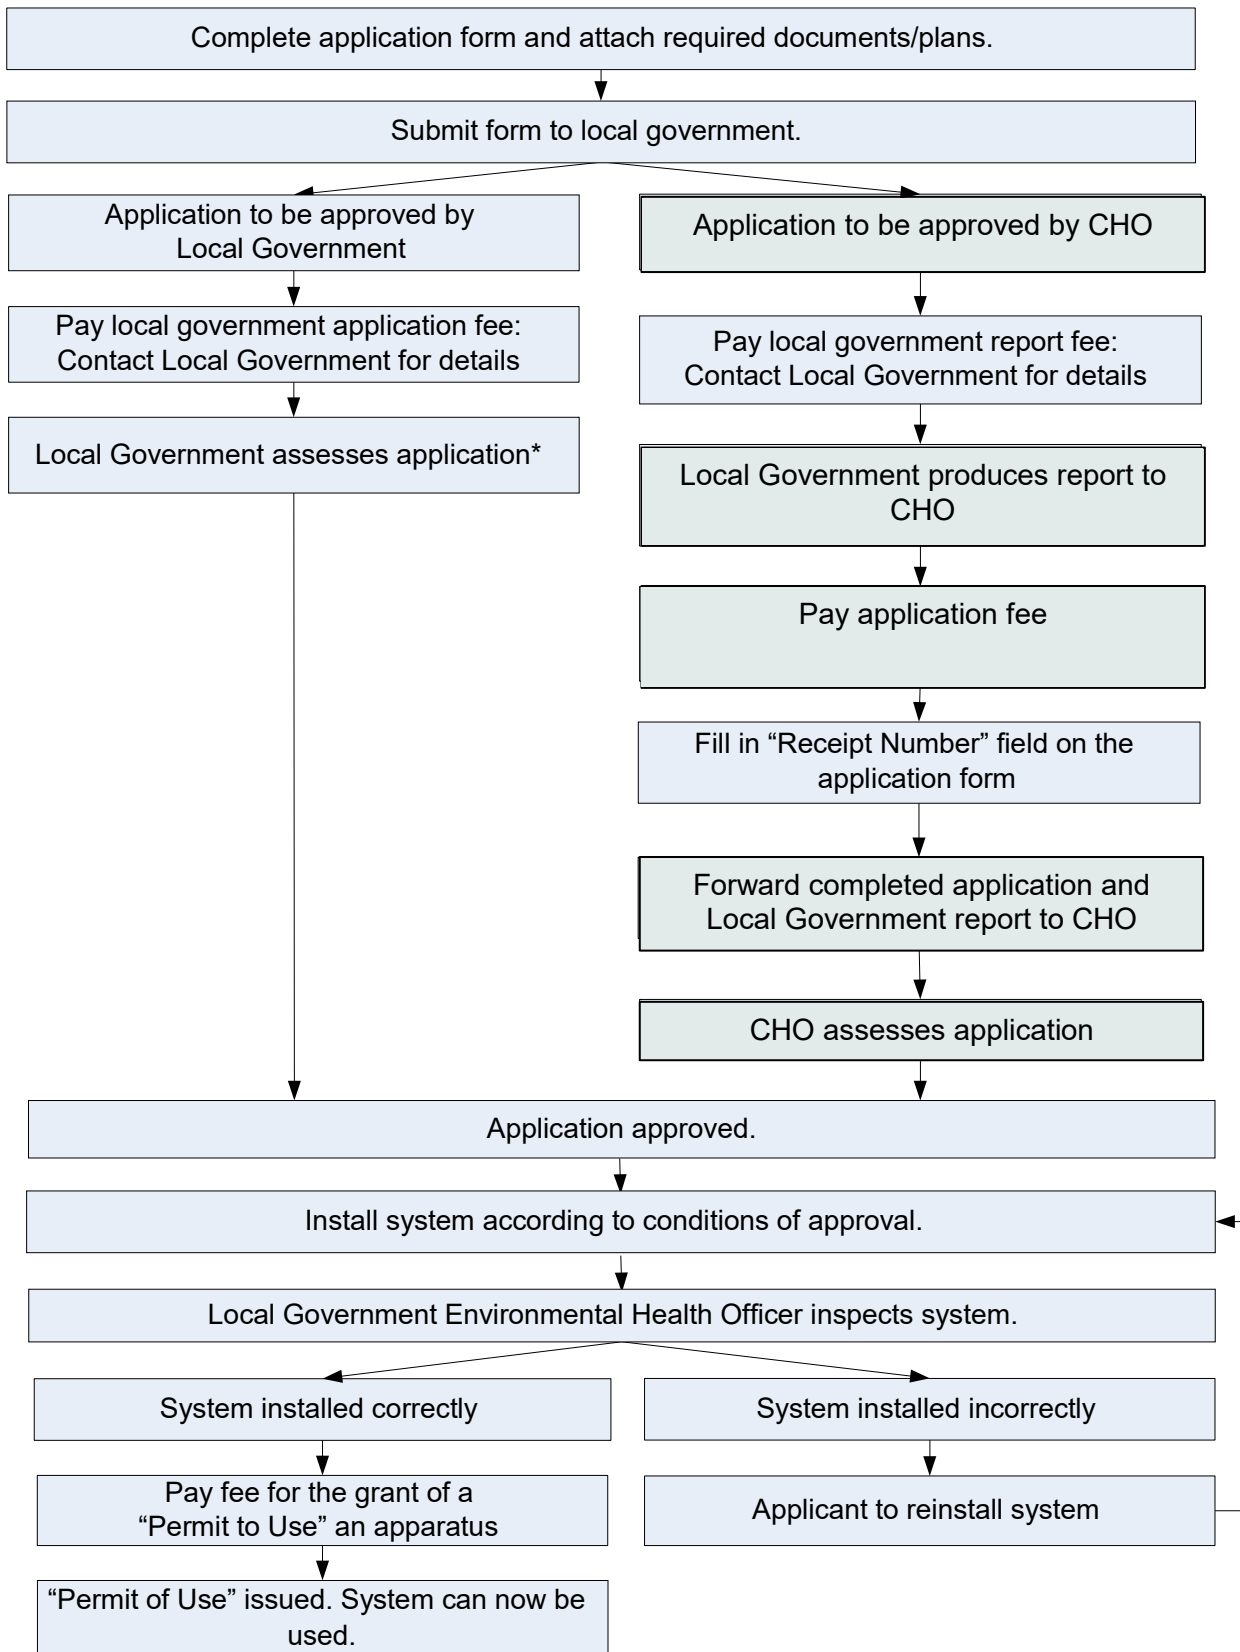 Complete application form and attach required documents/plans.
Submit form to local government.
Application to be approved by
Local Government
Pay local government application fee:
Contact Local Government for details
Local Government assesses application*
Application to be approved by CHO
Pay local government report fee:
Contact Local Government for details
Local Government produces report to
CHO
Pay application fee
Fill in “Receipt Number” field on the
application form
Forward completed application and
Local Government report to CHO
CHO assesses application
Application approved.
Install system according to conditions of approval.
Local Government Environmental Health Officer inspects system.
System installed correctly
Pay fee for the grant of a
“Permit to Use” an apparatus
“Permit of Use” issued. System can now be
used.
System installed incorrectly
Applicant to reinstall system